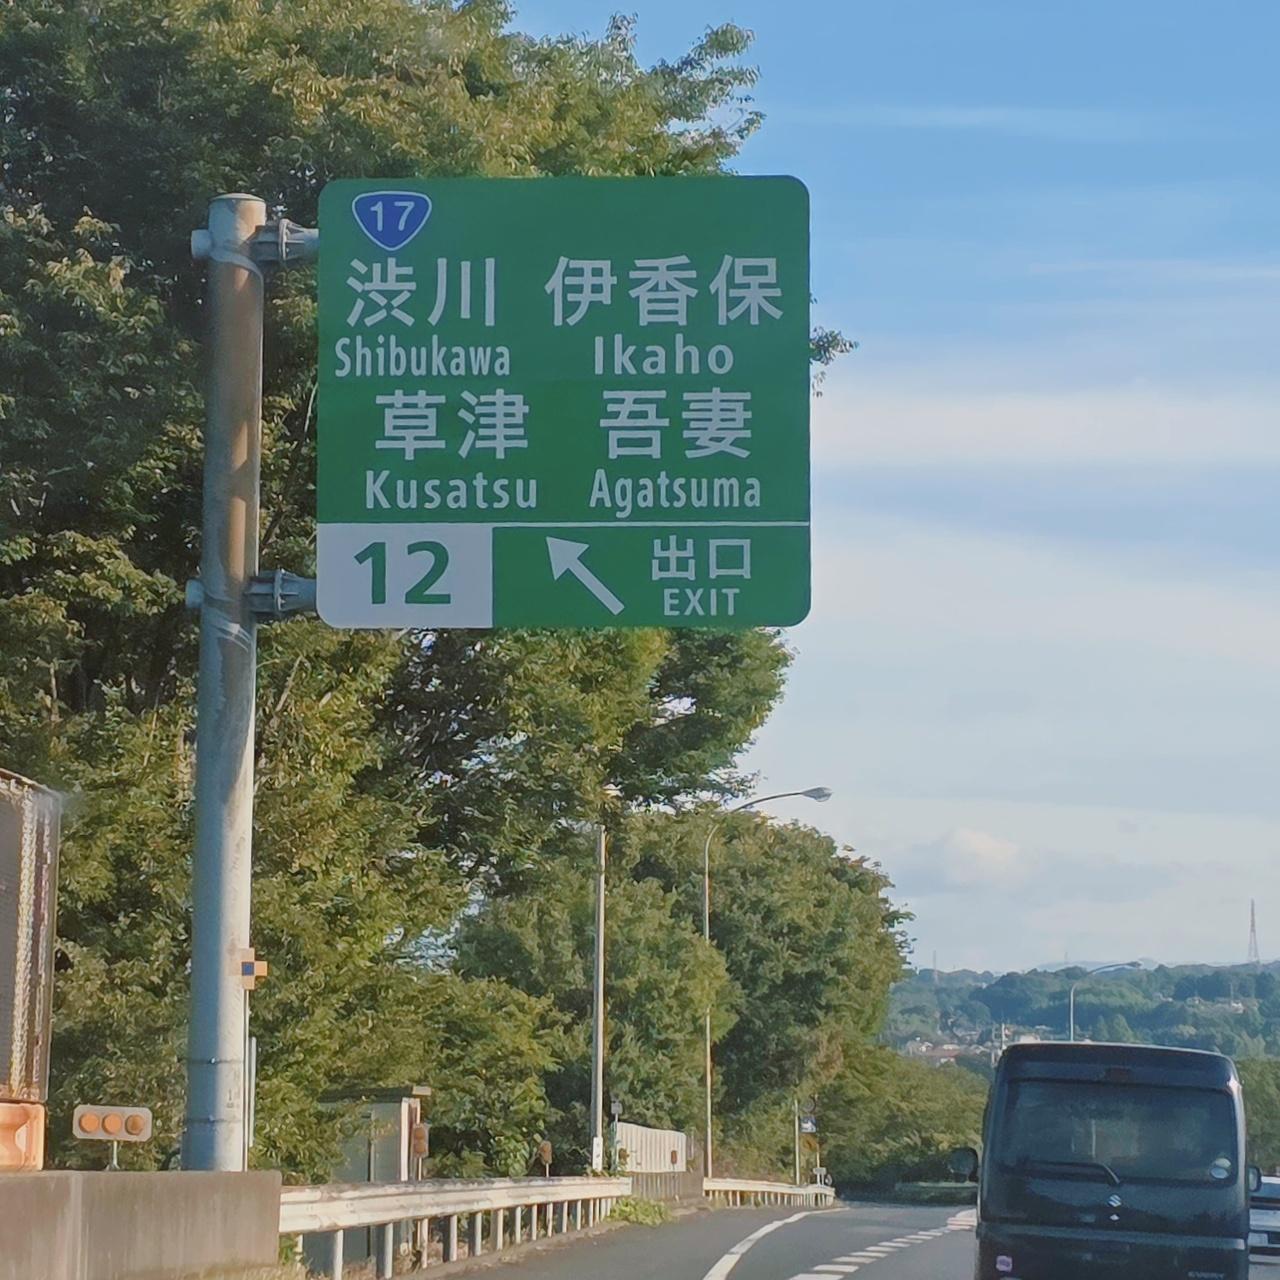 17
渋川 伊香保
Shibukawa Ikaho
草津 吾妻
Kusatsu Agatsuma
12 出口
EXIT